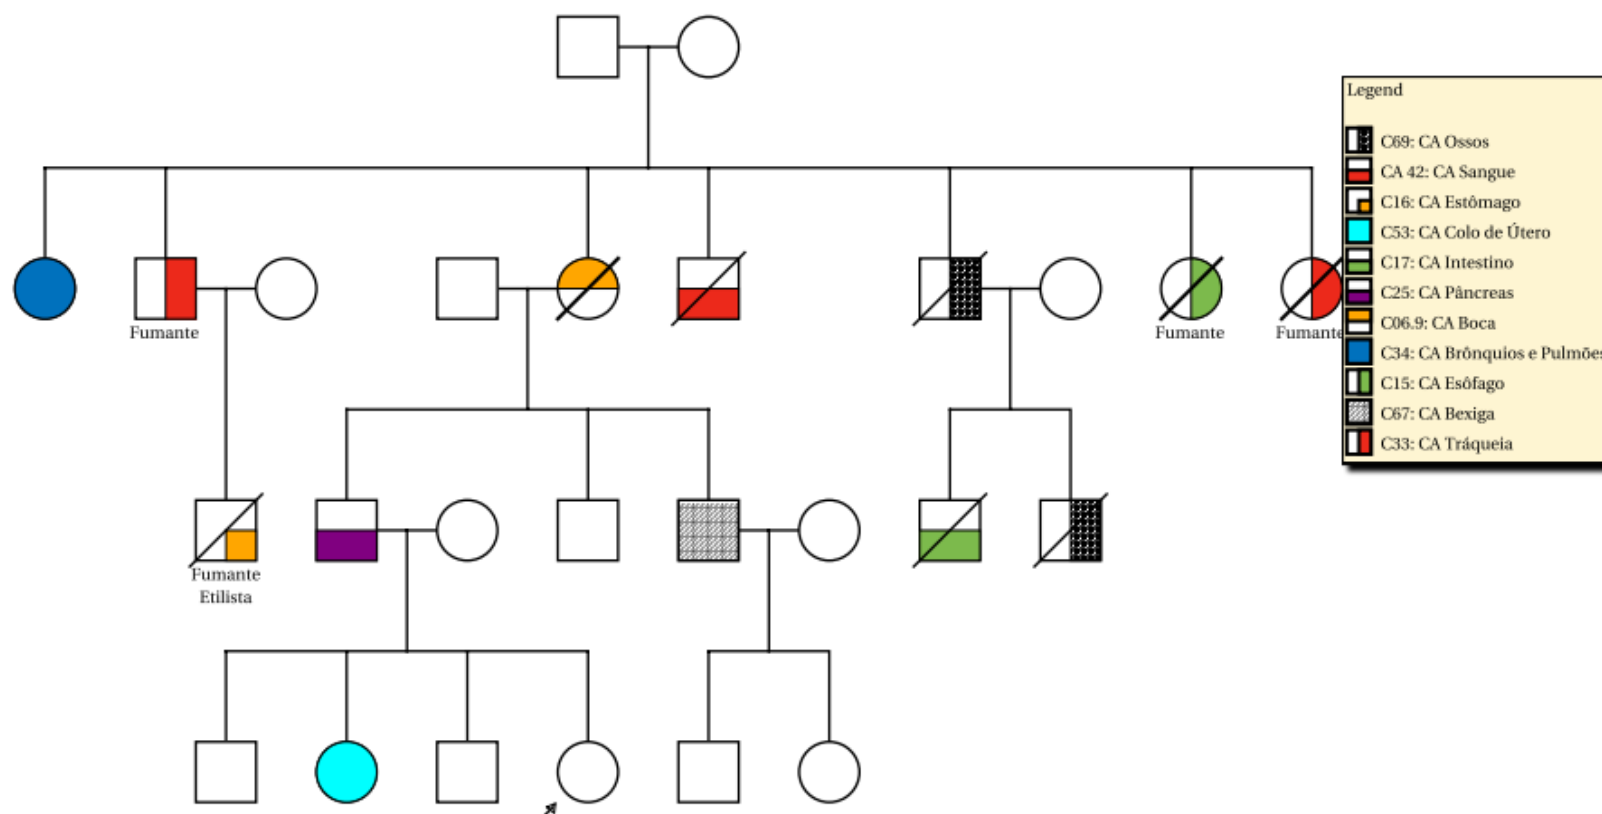 Legend
C69: CA Ossos
CA 42: CA Sangue
C16: CA Estômago
C53: CA Colo de Útero
C17: CA Intestino
C25: CA Pâncreas
C06.9: CA Boca
C34: CA Brônquios e Pulmões
C15: CA Esôfago
C67: CA Bexiga
C33: CA Tráqueia
Fumante
Fumante
Fumante
Fumante
Etilista